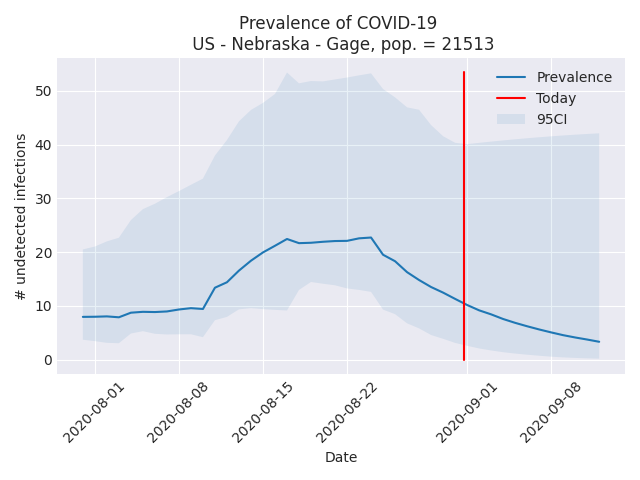 Prevalence of COVID-19
US - Nebraska - Gage, pop. = 21513
# undetected infections
50
40
30
20
10
0
Prevalence
Today
95CI
2020-08-01
2020-08-08
2020-08-15
2020-08-22
2020-09-01
2020-09-08
Date